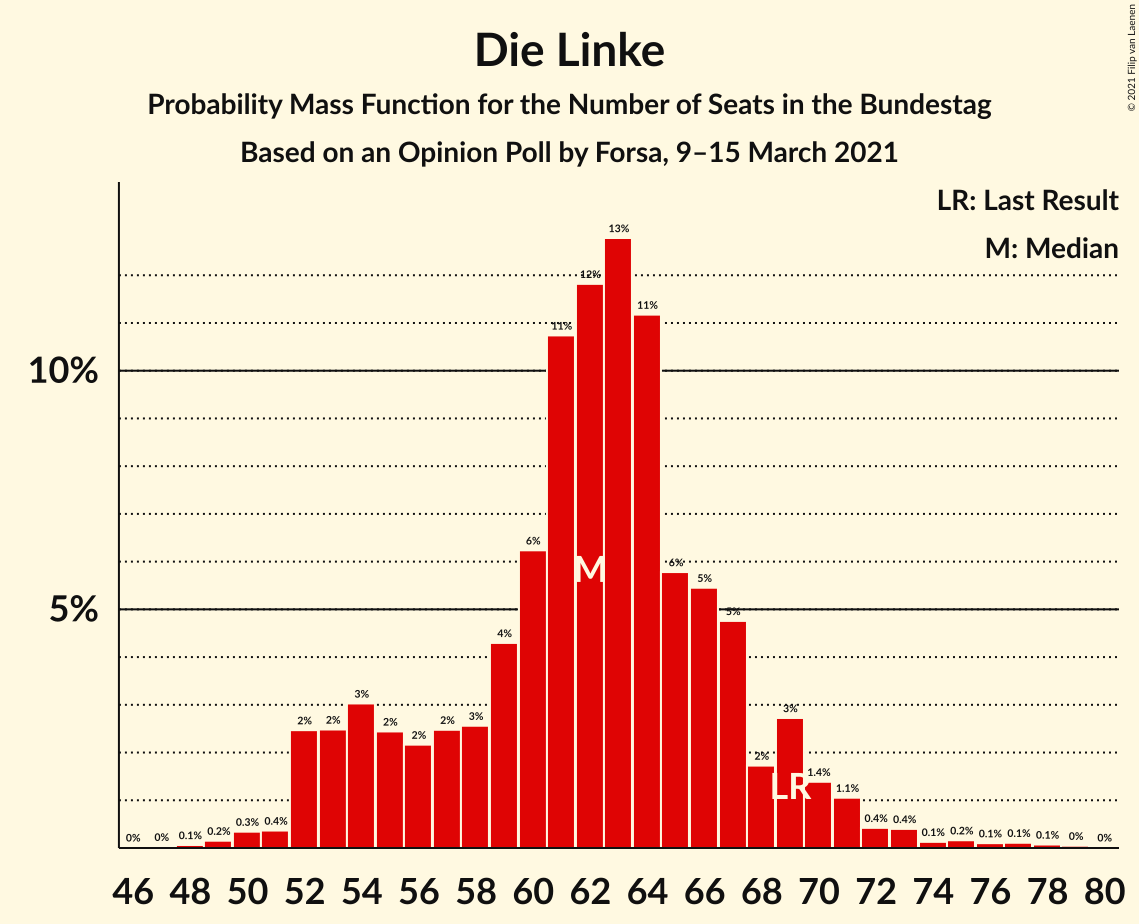 Die Linke
Probability Mass Function for the Number of Seats in the Bundestag
Based on an Opinion Poll by Forsa, 9–15 March 2021
© 2021 Filip van Laenen
LR: Last Result
M: Median
10%
5%
0% 0% 0.1% 0.2% 0.3% 0.4% 2% 2% 3% 2% 2% 2% 3% 4% 6% 11% 12% 13% 11% 6% 5% 5% 2% 3% 1.4% 1.1% 0.4% 0.4% 0.1% 0.2% 0.1% 0.1% 0.1% 0% 0%
M
LR
46 48 50 52 54 56 58 60 62 64 66 68 70 72 74 76 78 80